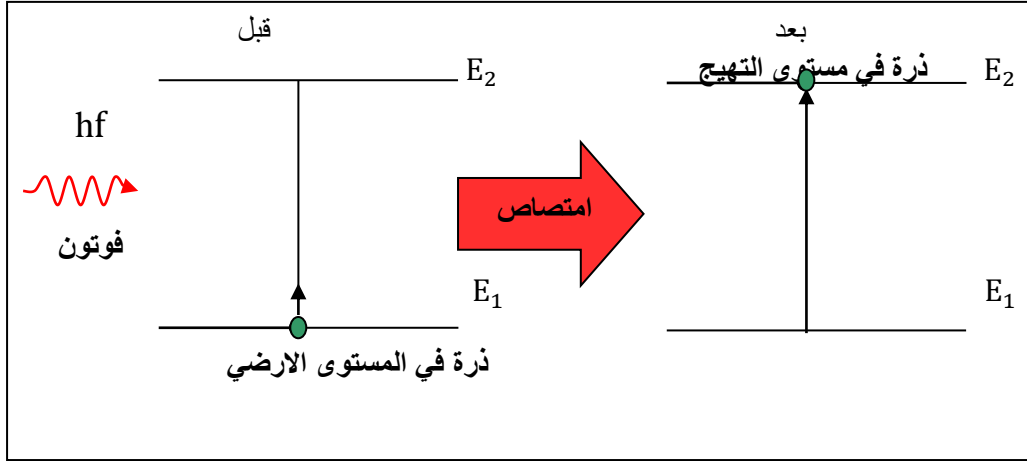 قبل
بعد
ذرة في مستوى التهيج
E₂
E₂
hf
امتصاص
فوتون
E₁
E₁
ذرة في المستوى الارضي